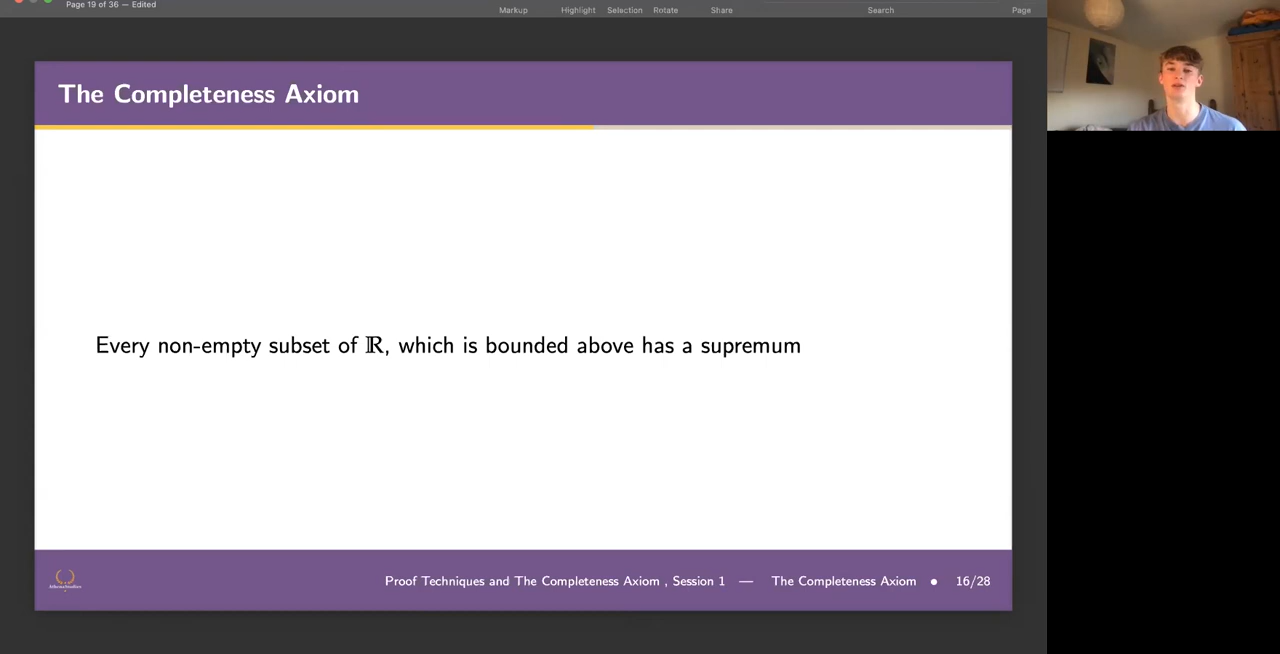 Page 19 of 36 — Edited
Markup Highlight Selection Rotate Share Search Page
The Completeness Axiom
Every non-empty subset of ℝ, which is bounded above has a supremum
Proof Techniques and The Completeness Axiom , Session 1 — The Completeness Axiom • 16/28